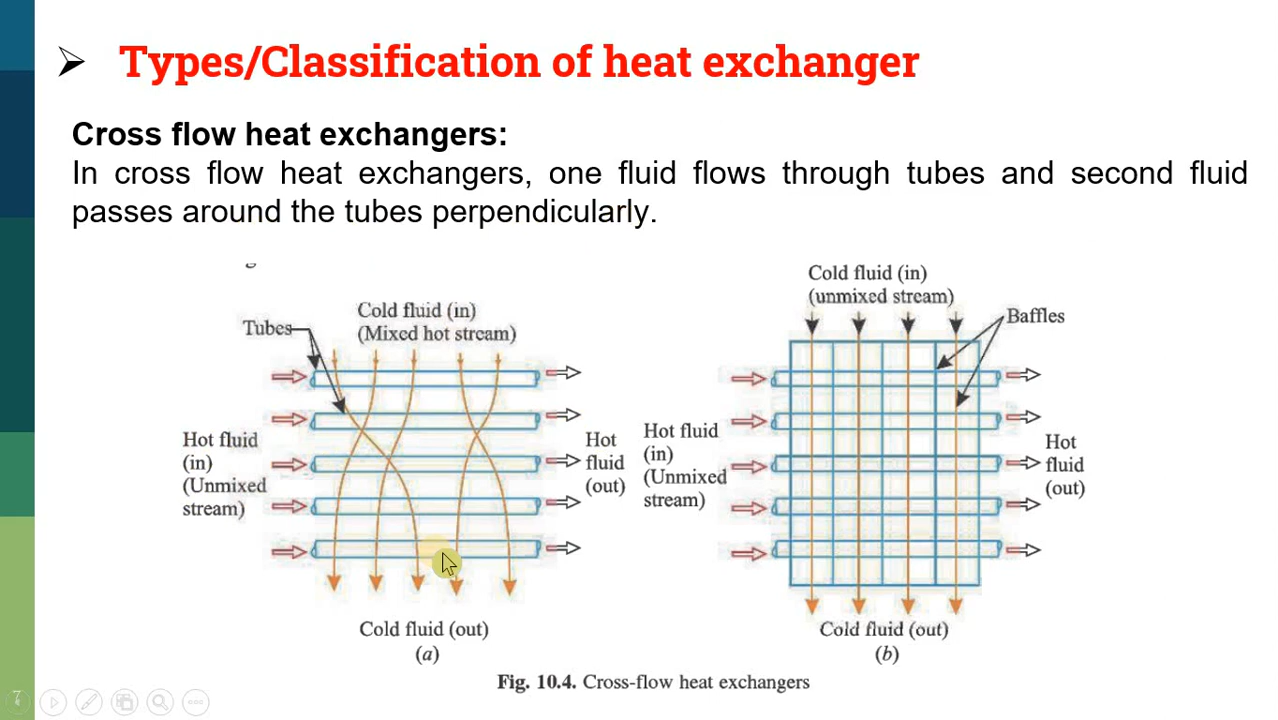 Types/Classification of heat exchanger
Cross flow heat exchangers:
In cross flow heat exchangers, one fluid flows through tubes and second fluid
passes around the tubes perpendicularly.
Tubes
Cold fluid (in)
(Mixed hot stream)
Hot fluid
(in)
(Unmixed
stream)
Hot
fluid
(out)
Cold fluid (out)
(a)
Cold fluid (in)
(unmixed stream)
Baffles
Hot fluid
(in)
(Unmixed
stream)
Hot
fluid
(out)
Cold fluid (out)
(b)
Fig. 10.4. Cross-flow heat exchangers
7